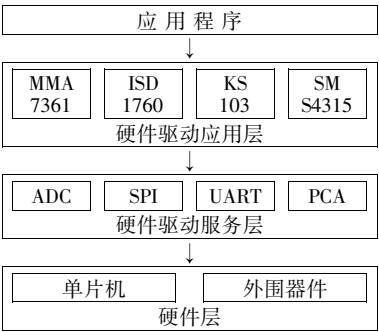 应用程序
↓
MMA ISD KS SM
7361 1760 103 S4315
硬件驱动应用层
↓
ADC SPI UART PCA
硬件驱动服务层
↓
单片机 外围器件
硬件层